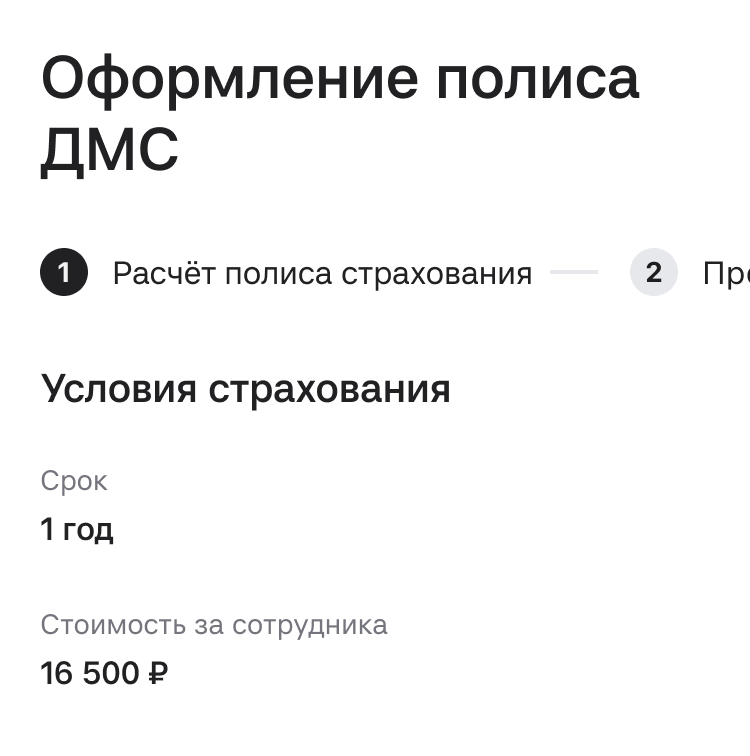 Оформление полиса
ДМС
1 Расчёт полиса страхования 2
Условия страхования
Срок
1 год
Стоимость за сотрудника
16 500 ₽